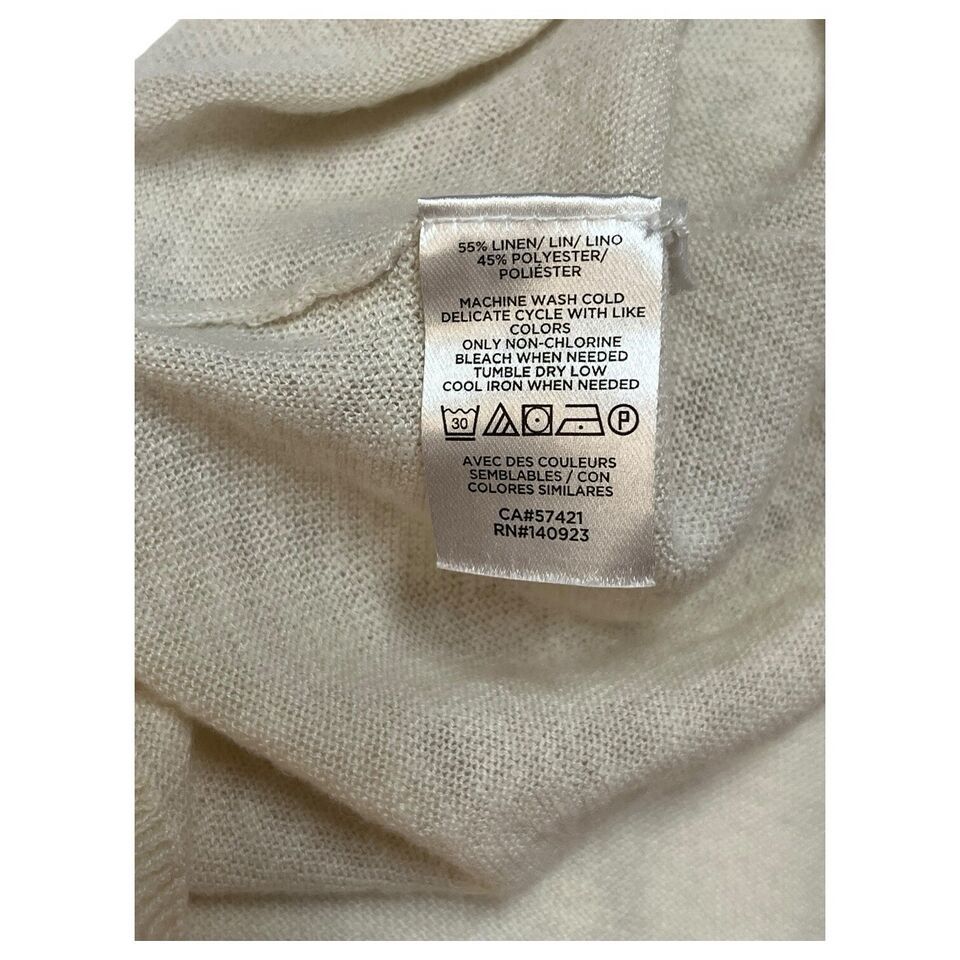 55% LINEN/ LIN/ LINO
45% POLYESTER/
POLIÉSTER
MACHINE WASH COLD
DELICATE CYCLE WITH LIKE
COLORS
ONLY NON-CHLORINE
BLEACH WHEN NEEDED
TUMBLE DRY LOW
COOL IRON WHEN NEEDED
30 P
AVEC DES COULEURS
SEMBLABLES / CON
COLORES SIMILARES
CA#57421
RN#140923